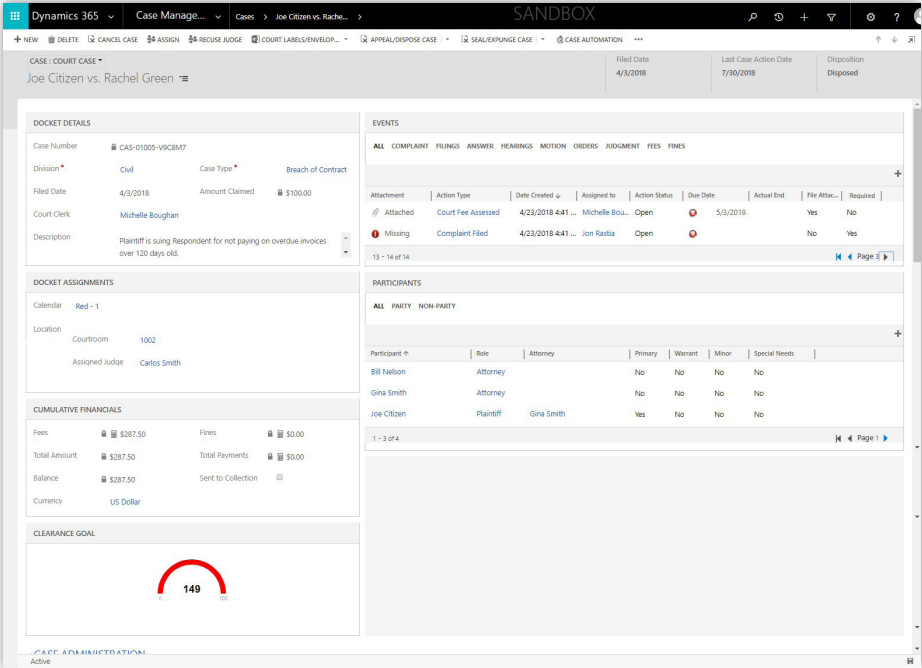 Dynamics 365 Case Manage... Cases > Joe Citizen vs. Rache... > SANDBOX ?
NEW DELETE CANCEL CASE ASSIGN RECUSE JUDGE COURT LABELS/ENVELOP... APPEAL/DISPOSE CASE SEAL/EXPUNGE CASE CASE AUTOMATION ...
CASE : COURT CASE
Joe Citizen vs. Rachel Green
Filed Date Last Case Action Date Disposition
4/3/2018 7/30/2018 Disposed
DOCKET DETAILS
Case Number CAS-01005-V9C8M7
Division * Civil Case Type * Breach of Contract
Filed Date 4/3/2018 Amount Claimed $100.00
Court Clerk Michelle Boughan
Description Plaintiff is suing Respondent for not paying on overdue invoices
over 120 days old.
EVENTS
ALL COMPLAINT FILINGS ANSWER HEARINGS MOTION ORDERS JUDGMENT FEES FINES
+
Attachment Action Type Date Created Assigned to Action Status Due Date Actual End File Attac... Required
Attached Court Fee Assessed 4/23/2018 4:41 ... Michelle Bou... Open 5/3/2018 Yes No
Missing Complaint Filed 4/23/2018 4:41 ... Jon Rastia Open No Yes
13 - 14 of 14 Page 3
DOCKET ASSIGNMENTS
Calendar Red - 1
Location
Courtroom 1002
Assigned Judge Carlos Smith
PARTICIPANTS
ALL PARTY NON-PARTY
+
Participant Role Attorney Primary Warrant Minor Special Needs
Bill Nelson Attorney No No No No
Gina Smith Attorney No No No No
Joe Citizen Plaintiff Gina Smith Yes No No No
1 - 3 of 4 Page 1
CUMULATIVE FINANCIALS
Fees $287.50 Fines $0.00
Total Amount $287.50 Total Payments $0.00
Balance $287.50 Sent to Collection
Currency US Dollar
CLEARANCE GOAL
149
0 100
CASE ADMINISTRATION
Active